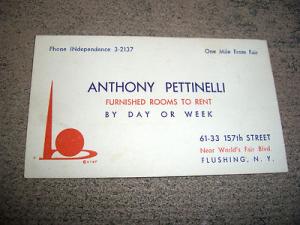 Phone INdependence 3-2137
One Mile From Fair
ANTHONY PETTINELLI
FURNISHED ROOMS TO RENT
BY DAY OR WEEK
61-33 157th STREET
Near World's Fair Blvd.
FLUSHING, N. Y.